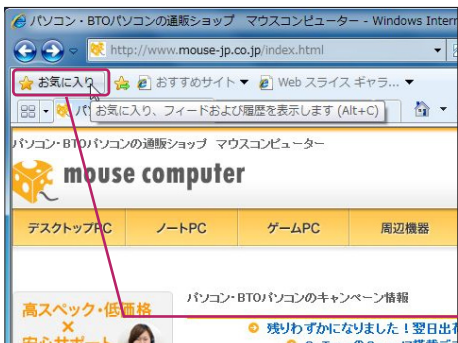 パソコン・BTOパソコンの通販ショップ マウスコンピューター - Windows Intern
http://www.mouse-jp.co.jp/index.html
お気に入り おすすめサイト ▼ Web スライス ギャラ... ▼
お気に入り、フィードおよび履歴を表示します (Alt+C)
パソコン・BTOパソコンの通販ショップ マウスコンピューター
mouse computer
デスクトップPC ノートPC ゲームPC 周辺機器
パソコン・BTOパソコンのキャンペーン情報
高スペック・低価格
×
安心サポート
残りわずかになりました!翌日出荷